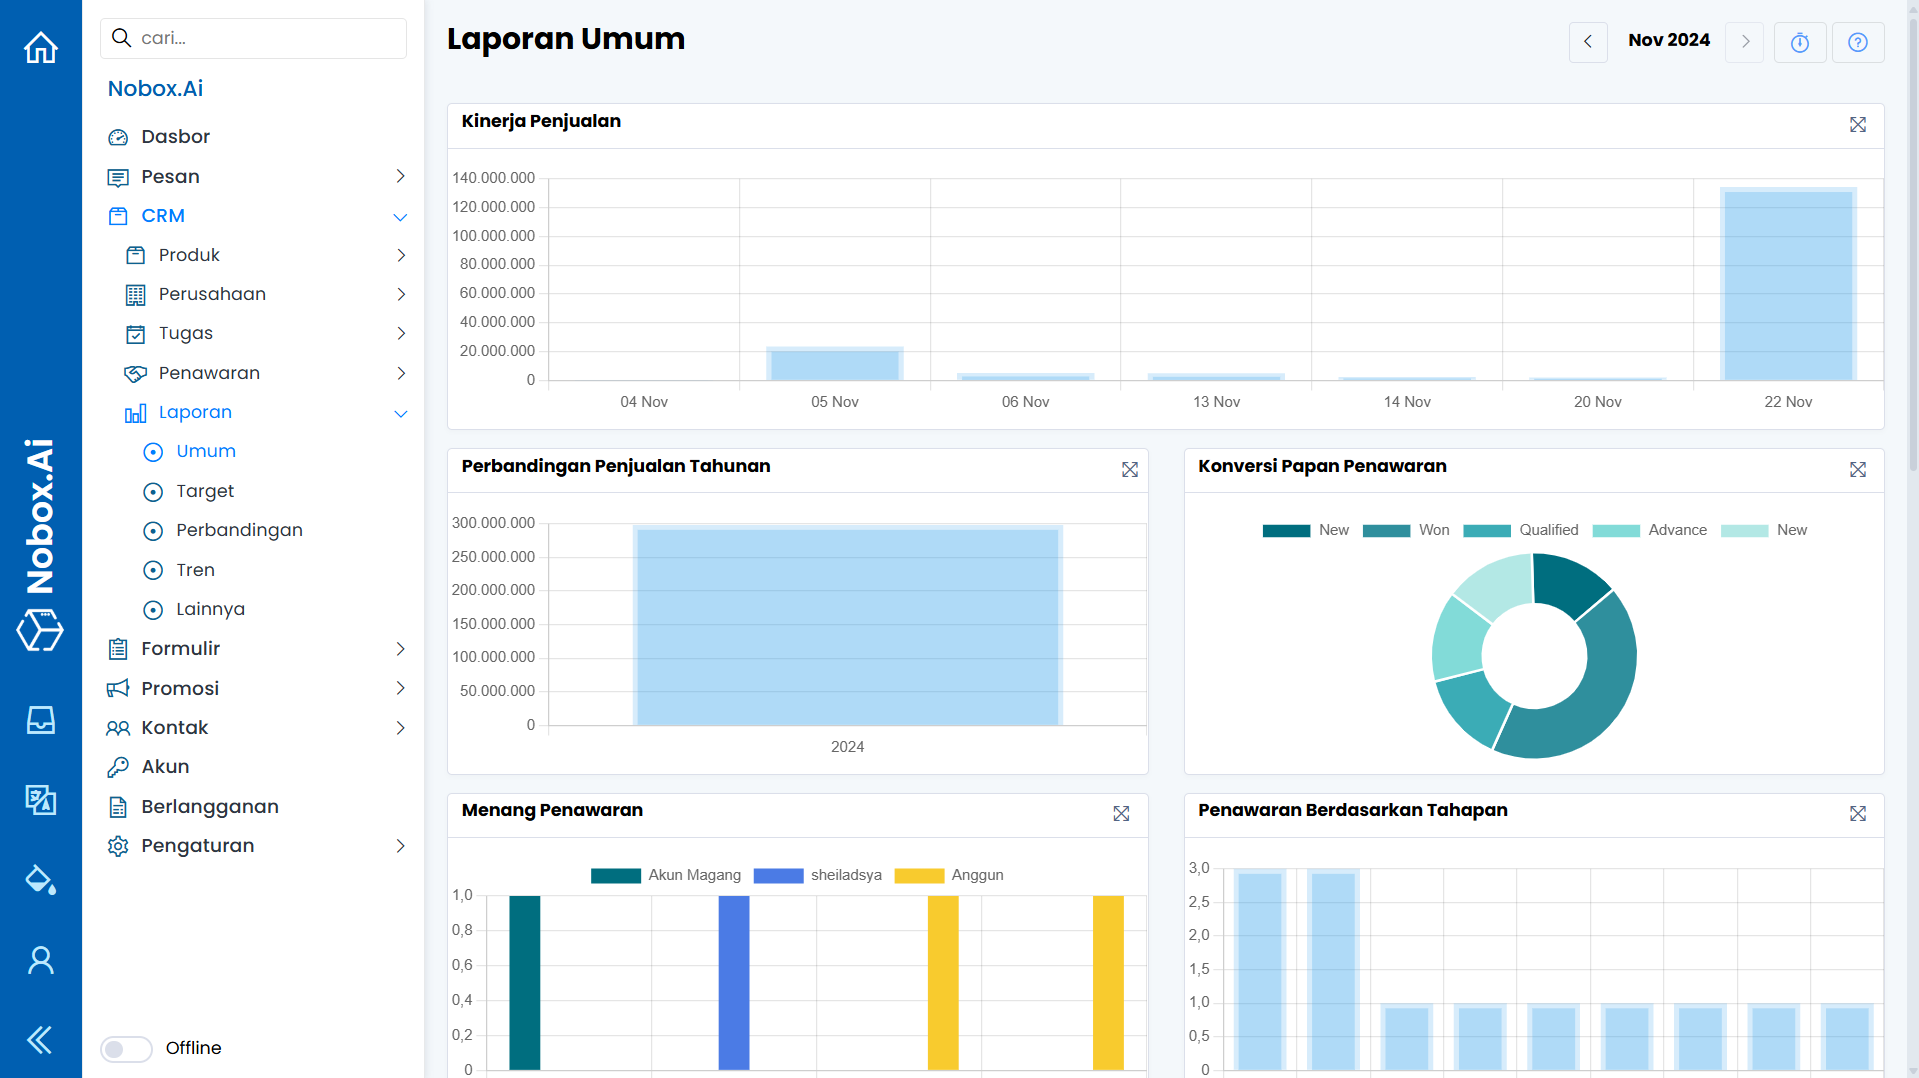 Nobox.Ai
cari...
Nobox.Ai
Dasbor
Pesan
CRM
Produk
Perusahaan
Tugas
Penawaran
Laporan
Umum
Target
Perbandingan
Tren
Lainnya
Formulir
Promosi
Kontak
Akun
Berlangganan
Pengaturan
Offline
Laporan Umum
Nov 2024
Kinerja Penjualan
140.000.000
120.000.000
100.000.000
80.000.000
60.000.000
40.000.000
20.000.000
0
04 Nov 05 Nov 06 Nov 13 Nov 14 Nov 20 Nov 22 Nov
Perbandingan Penjualan Tahunan
300.000.000
250.000.000
200.000.000
150.000.000
100.000.000
50.000.000
0
2024
Konversi Papan Penawaran
New Won Qualified Advance New
Menang Penawaran
Akun Magang sheiladsya Anggun
1,0
0,8
0,6
0,4
0,2
0
Penawaran Berdasarkan Tahapan
3,0
2,5
2,0
1,5
1,0
0,5
0